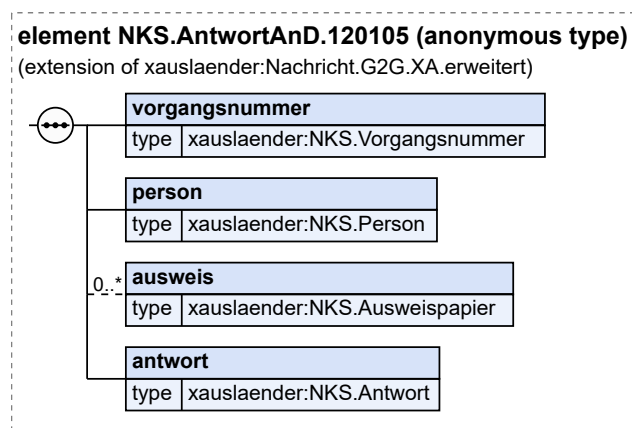 element NKS.AntwortAnD.120105 (anonymous type)
(extension of xauslaender:Nachricht.G2G.XA.erweitert)
vorgangsnummer
type xauslaender:NKS.Vorgangsnummer
person
type xauslaender:NKS.Person
0..* ausweis
type xauslaender:NKS.Ausweispapier
antwort
type xauslaender:NKS.Antwort